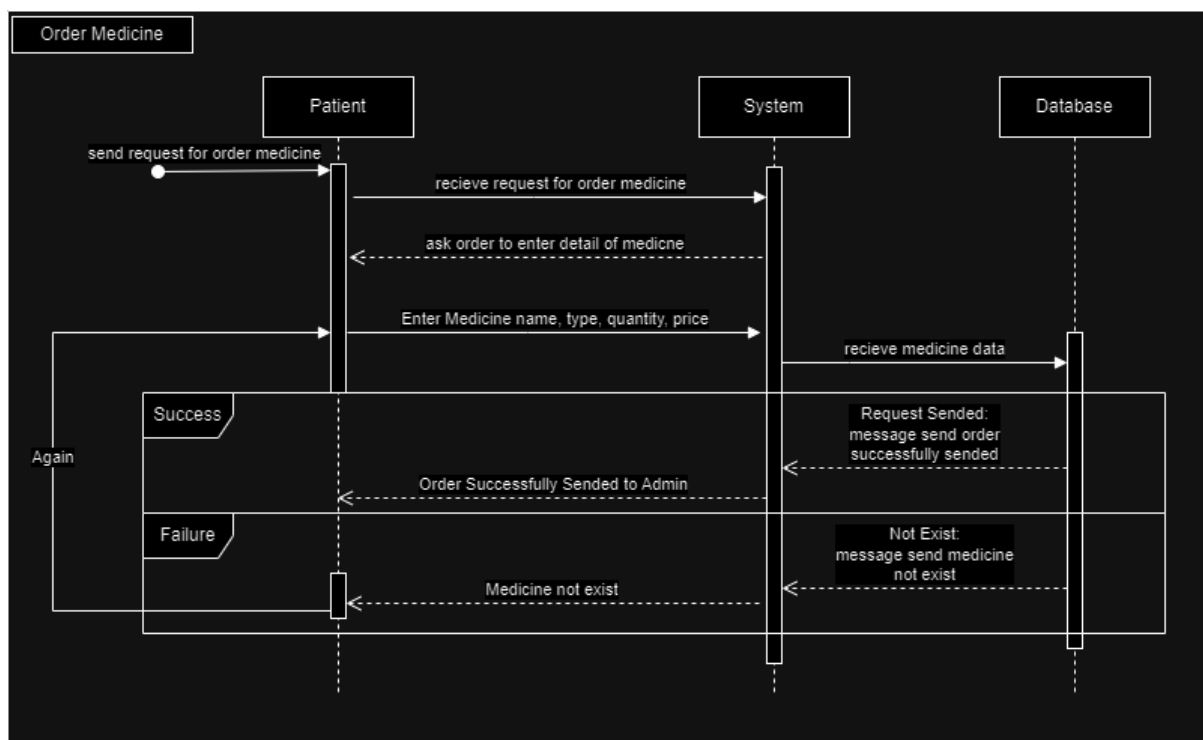 Order Medicine
Patient
System
Database
send request for order medicine
recieve request for order medicine
ask order to enter detail of medicne
Enter Medicine name, type, quantity, price
recieve medicine data
Success
Request Sended:
message send order
successfully sended
Again
Order Successfully Sended to Admin
Failure
Not Exist:
message send medicine
not exist
Medicine not exist